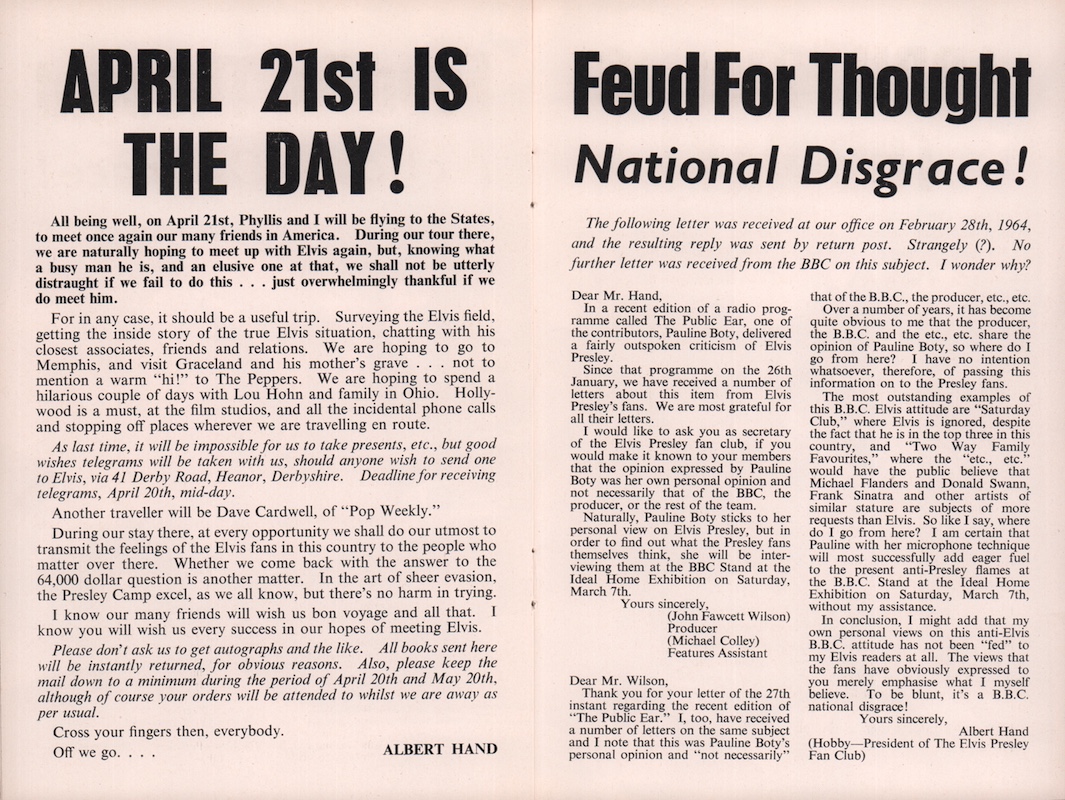 APRIL 21st IS
THE DAY!
All being well, on April 21st, Phyllis and I will be flying to the States,
to meet once again our many friends in America. During our tour there,
we are naturally hoping to meet up with Elvis again, but, knowing what
a busy man he is, and an elusive one at that, we shall not be utterly
distraught if we fail to do this . . . just overwhelmingly thankful if we
do meet him.
For in any case, it should be a useful trip. Surveying the Elvis field,
getting the inside story of the true Elvis situation, chatting with his
closest associates, friends and relations. We are hoping to go to
Memphis, and visit Graceland and his mother's grave . . . not to
mention a warm "hi!" to The Peppers. We are hoping to spend a
hilarious couple of days with Lou Hohn and family in Ohio. Holly-
wood is a must, at the film studios, and all the incidental phone calls
and stopping off places wherever we are travelling en route.
As last time, it will be impossible for us to take presents, etc., but good
wishes telegrams will be taken with us, should anyone wish to send one
to Elvis, via 41 Derby Road, Heanor, Derbyshire. Deadline for receiving
telegrams, April 20th, mid-day.
Another traveller will be Dave Cardwell, of "Pop Weekly."
During our stay there, at every opportunity we shall do our utmost to
transmit the feelings of the Elvis fans in this country to the people who
matter over there. Whether we come back with the answer to the
64,000 dollar question is another matter. In the art of sheer evasion,
the Presley Camp excel, as we all know, but there's no harm in trying.
I know our many friends will wish us bon voyage and all that. I
know you will wish us every success in our hopes of meeting Elvis.
Please don't ask us to get autographs and the like. All books sent here
will be instantly returned, for obvious reasons. Also, please keep the
mail down to a minimum during the period of April 20th and May 20th,
although of course your orders will be attended to whilst we are away as
per usual.
Cross your fingers then, everybody.
Off we go. . . .
ALBERT HAND
Feud For Thought
National Disgrace!
The following letter was received at our office on February 28th, 1964,
and the resulting reply was sent by return post. Strangely (?). No
further letter was received from the BBC on this subject. I wonder why?
Dear Mr. Hand,
In a recent edition of a radio prog-
ramme called The Public Ear, one of
the contributors, Pauline Boty, delivered
a fairly outspoken criticism of Elvis
Presley.
Since that programme on the 26th
January, we have received a number of
letters about this item from Elvis
Presley's fans. We are most grateful for
all their letters.
I would like to ask you as secretary
of the Elvis Presley fan club, if you
would make it known to your members
that the opinion expressed by Pauline
Boty was her own personal opinion and
not necessarily that of the BBC, the
producer, or the rest of the team.
Naturally, Pauline Boty sticks to her
personal view on Elvis Presley, but in
order to find out what the Presley fans
themselves think, she will be inter-
viewing them at the BBC Stand at the
Ideal Home Exhibition on Saturday,
March 7th.
Yours sincerely,
(John Fawcett Wilson)
Producer
(Michael Colley)
Features Assistant
Dear Mr. Wilson,
Thank you for your letter of the 27th
instant regarding the recent edition of
"The Public Ear." I, too, have received
a number of letters on the same subject
and I note that this was Pauline Boty's
personal opinion and "not necessarily"
that of the B.B.C., the producer, etc., etc.
Over a number of years, it has become
quite obvious to me that the producer,
the B.B.C. and the etc., etc. share the
opinion of Pauline Boty, so where do I
go from here? I have no intention
whatsoever, therefore, of passing this
information on to the Presley fans.
The most outstanding examples of
this B.B.C. Elvis attitude are "Saturday
Club," where Elvis is ignored, despite
the fact that he is in the top three in this
country, and "Two Way Family
Favourites," where the "etc., etc."
would have the public believe that
Michael Flanders and Donald Swann,
Frank Sinatra and other artists of
similar stature are subjects of more
requests than Elvis. So like I say, where
do I go from here? I am certain that
Pauline with her microphone technique
will most successfully add eager fuel
to the present anti-Presley flames at
the B.B.C. Stand at the Ideal Home
Exhibition on Saturday, March 7th,
without my assistance.
In conclusion, I might add that my
own personal views on this anti-Elvis
B.B.C. attitude has not been "fed" to
my Elvis readers at all. The views that
the fans have obviously expressed to
you merely emphasise what I myself
believe. To be blunt, it's a B.B.C.
national disgrace!
Yours sincerely,
Albert Hand
(Hobby—President of The Elvis Presley
Fan Club)